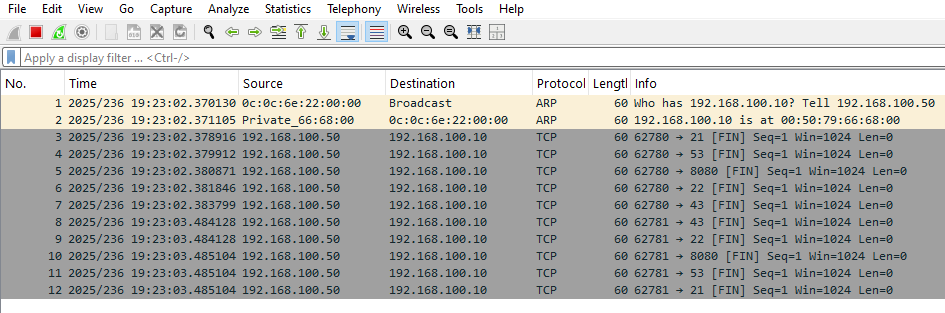 File Edit View Go Capture Analyze Statistics Telephony Wireless Tools Help
Apply a display filter ... <Ctrl-/>
No. Time Source Destination Protocol Lengtl Info
1 2025/236 19:23:02.370130 0c:0c:6e:22:00:00 Broadcast ARP 60 Who has 192.168.100.10? Tell 192.168.100.50
2 2025/236 19:23:02.371105 Private_66:68:00 0c:0c:6e:22:00:00 ARP 60 192.168.100.10 is at 00:50:79:66:68:00
3 2025/236 19:23:02.378916 192.168.100.50 192.168.100.10 TCP 60 62780 → 21 [FIN] Seq=1 Win=1024 Len=0
4 2025/236 19:23:02.379912 192.168.100.50 192.168.100.10 TCP 60 62780 → 53 [FIN] Seq=1 Win=1024 Len=0
5 2025/236 19:23:02.380871 192.168.100.50 192.168.100.10 TCP 60 62780 → 8080 [FIN] Seq=1 Win=1024 Len=0
6 2025/236 19:23:02.381846 192.168.100.50 192.168.100.10 TCP 60 62780 → 22 [FIN] Seq=1 Win=1024 Len=0
7 2025/236 19:23:02.383799 192.168.100.50 192.168.100.10 TCP 60 62780 → 43 [FIN] Seq=1 Win=1024 Len=0
8 2025/236 19:23:03.484128 192.168.100.50 192.168.100.10 TCP 60 62781 → 43 [FIN] Seq=1 Win=1024 Len=0
9 2025/236 19:23:03.484128 192.168.100.50 192.168.100.10 TCP 60 62781 → 22 [FIN] Seq=1 Win=1024 Len=0
10 2025/236 19:23:03.485104 192.168.100.50 192.168.100.10 TCP 60 62781 → 8080 [FIN] Seq=1 Win=1024 Len=0
11 2025/236 19:23:03.485104 192.168.100.50 192.168.100.10 TCP 60 62781 → 53 [FIN] Seq=1 Win=1024 Len=0
12 2025/236 19:23:03.485104 192.168.100.50 192.168.100.10 TCP 60 62781 → 21 [FIN] Seq=1 Win=1024 Len=0